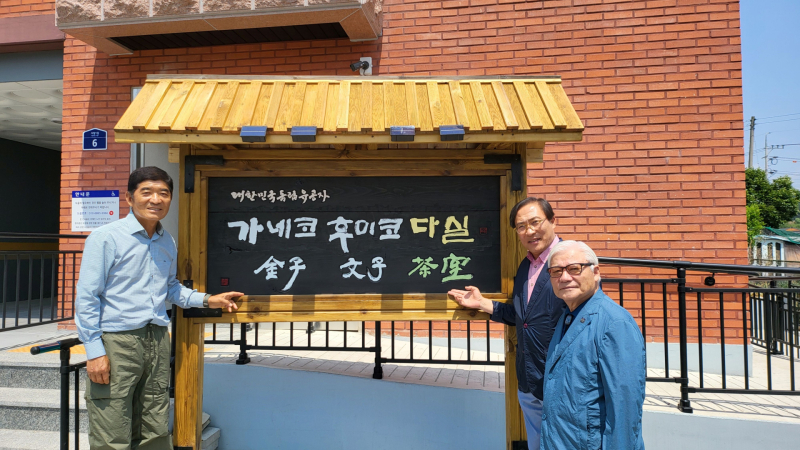 대한민국독립유공자
가네코 후미코 다실
金子 文子 茶室
6